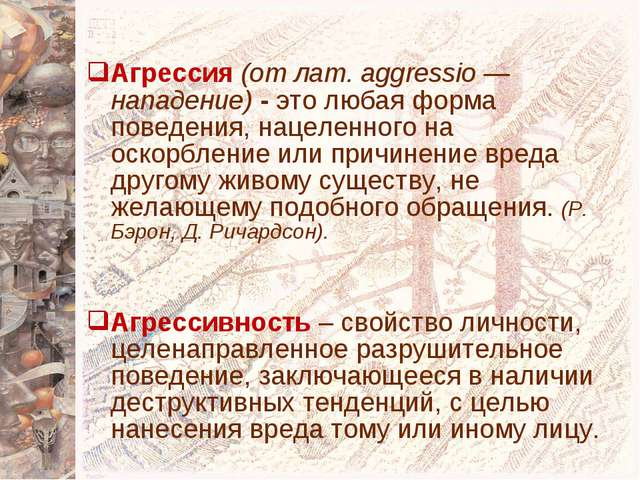 ❑Агрессия (от лат. aggressio —
нападение) - это любая форма
поведения, нацеленного на
оскорбление или причинение вреда
другому живому существу, не
желающему подобного обращения. (Р.
Бэрон, Д. Ричардсон).
❑Агрессивность – свойство личности,
целенаправленное разрушительное
поведение, заключающееся в наличии
деструктивных тенденций, с целью
нанесения вреда тому или иному лицу.